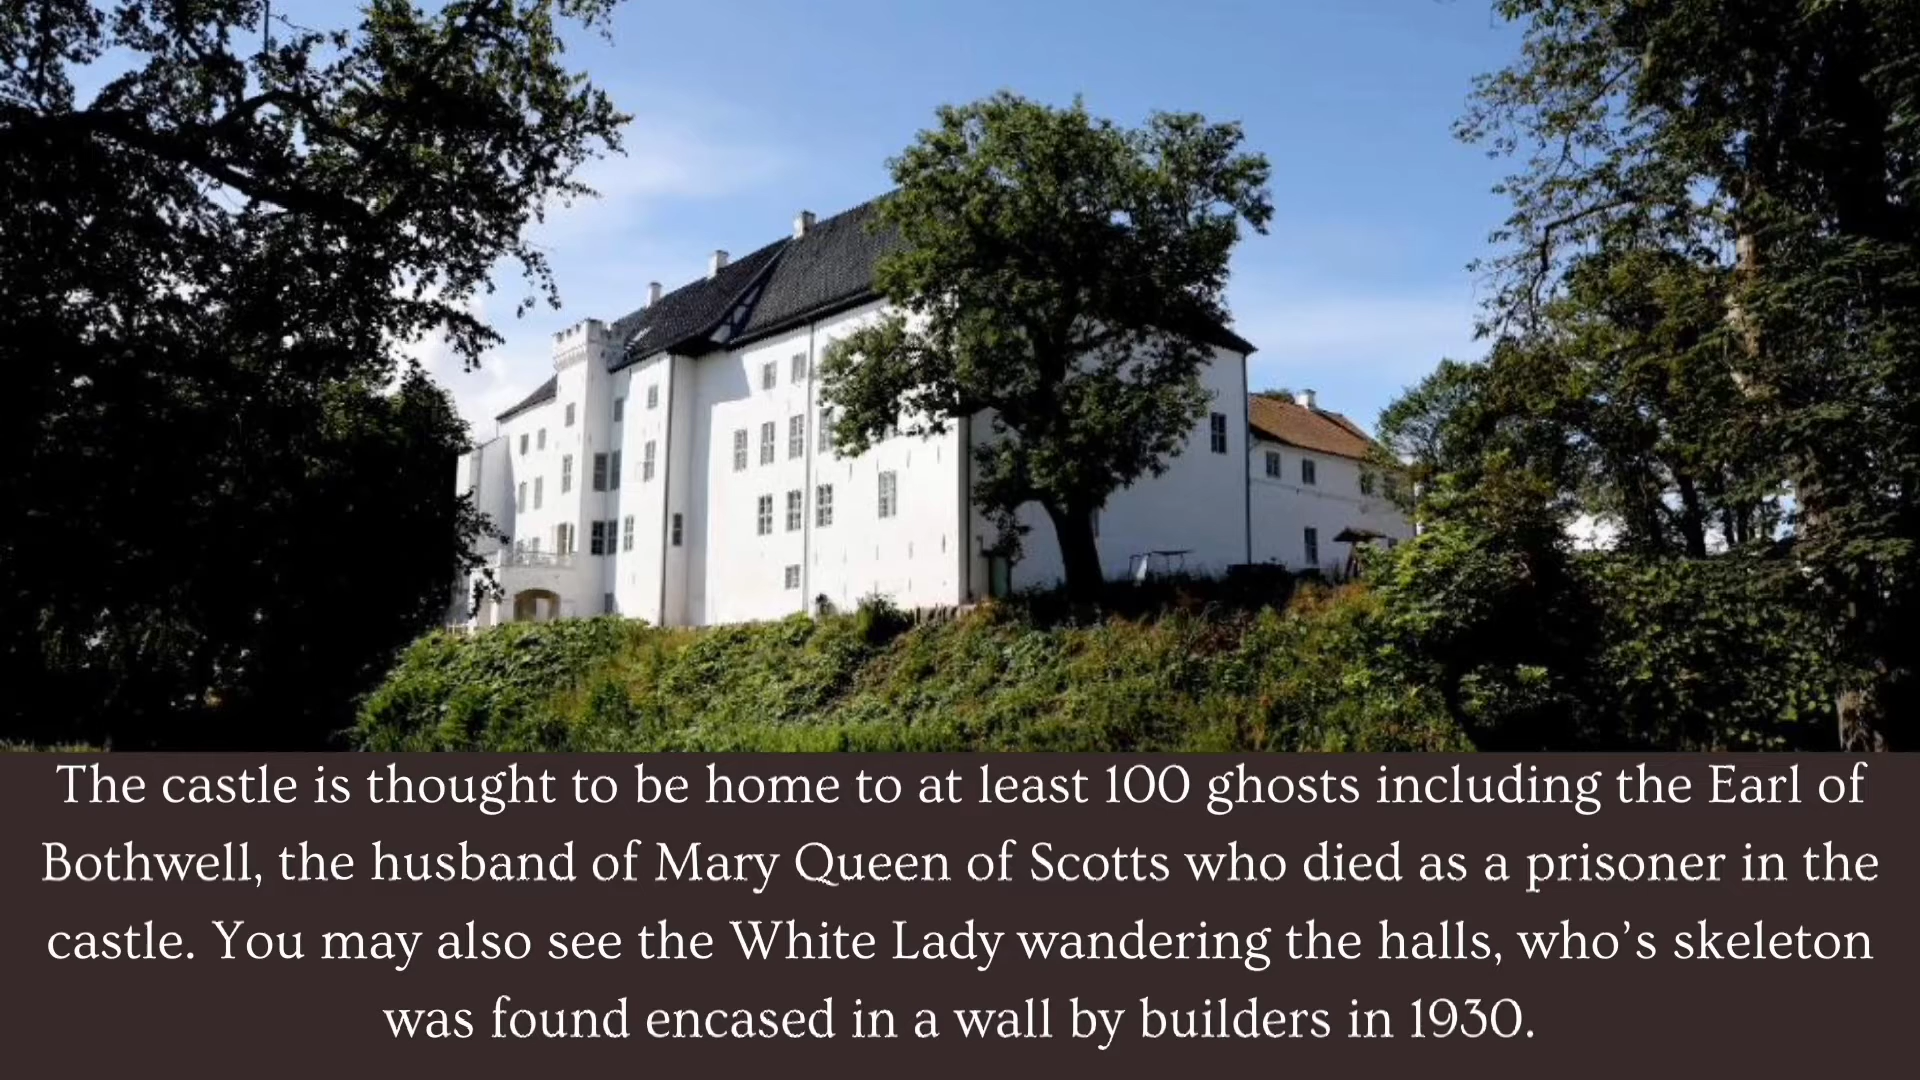 The castle is thought to be home to at least 100 ghosts including the Earl of
Bothwell, the husband of Mary Queen of Scotts who died as a prisoner in the
castle. You may also see the White Lady wandering the halls, who’s skeleton
was found encased in a wall by builders in 1930.